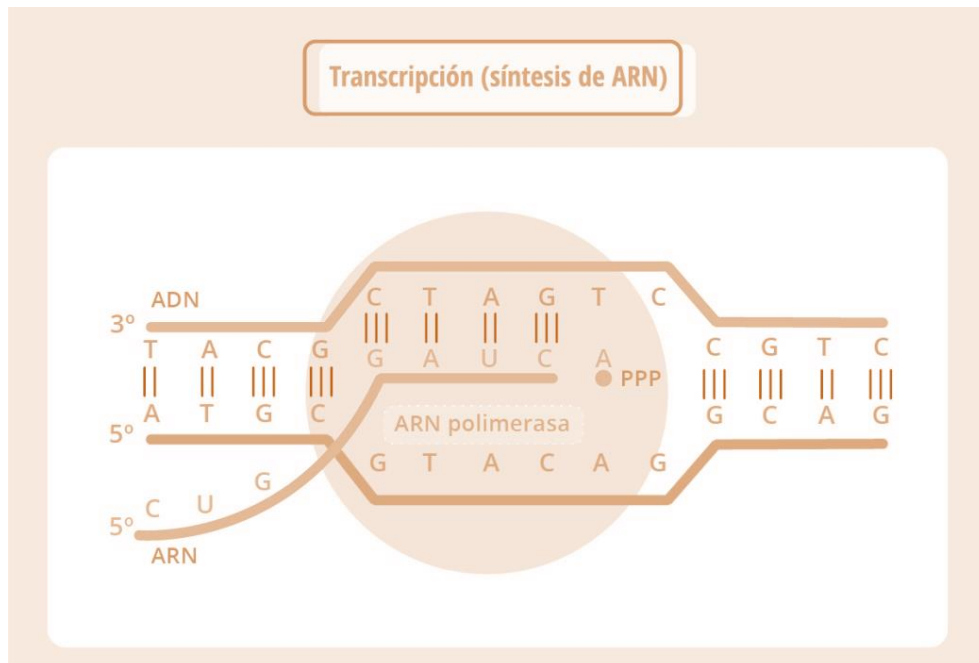 Transcripción (síntesis de ARN)
ADN
3º
T A C G
C T A G T C
C G T C
G A U C A
PPP
A T G C
G C A G
5º
ARN polimerasa
G T A C A G
C U G
5º
ARN